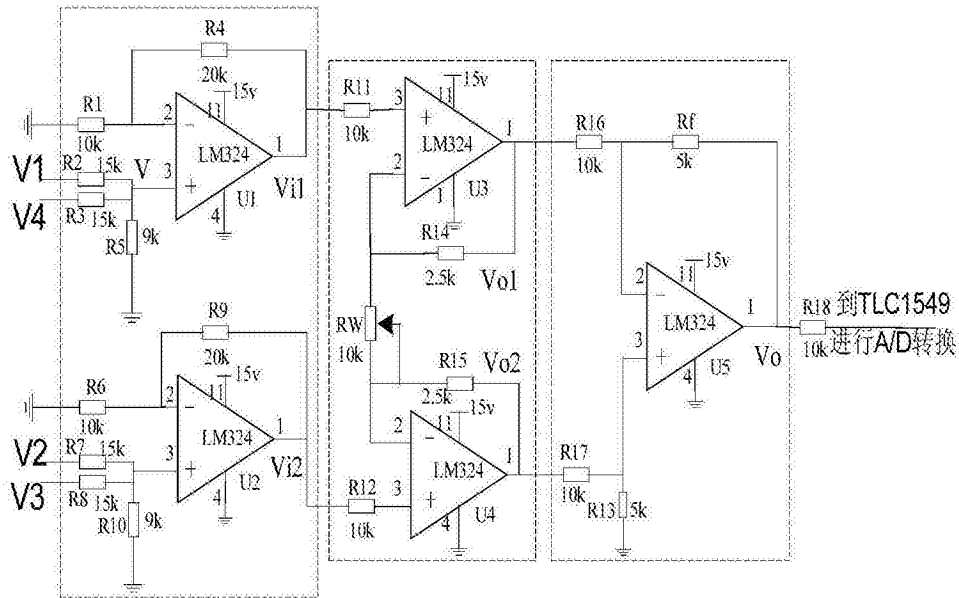 R4
20k
15v
R1
10k
2
11
1
LM324
V1
R2
15k
V
3
U1
Vi1
V4
R3
15k
4
R5
9k
R9
20k
15v
R6
10k
2
11
1
LM324
V2
R7
15k
3
U2
Vi2
V3
R8
15k
4
R10
9k
R11
10k
15v
3
11
1
LM324
2
U3
1
R14
2.5k
Vo1
RW
10k
R15
2.5k
Vo2
15v
2
11
1
LM324
R12
10k
3
U4
4
R16
10k
Rf
5k
15v
2
11
1
LM324
3
U5
4
Vo
R17
10k
R13
5k
R18
10k
到TLC1549
进行A/D转换